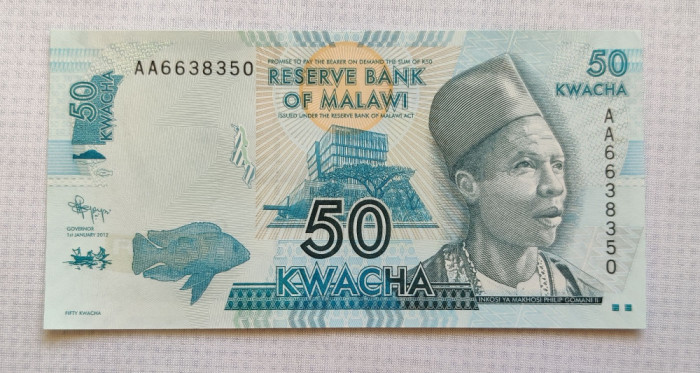 PROMISE TO PAY THE BEARER ON DEMAND THE SUM OF K50
AA6638350
RESERVE BANK
OF MALAWI
ISSUED UNDER THE RESERVE BANK OF MALAWI ACT
50
KWACHA
50
KWACHA
AA6638350
GOVERNOR
1st JANUARY 2012
50
KWACHA
INKOSI YA MAKHOSI PHILIP GOMANI II
FIFTY KWACHA